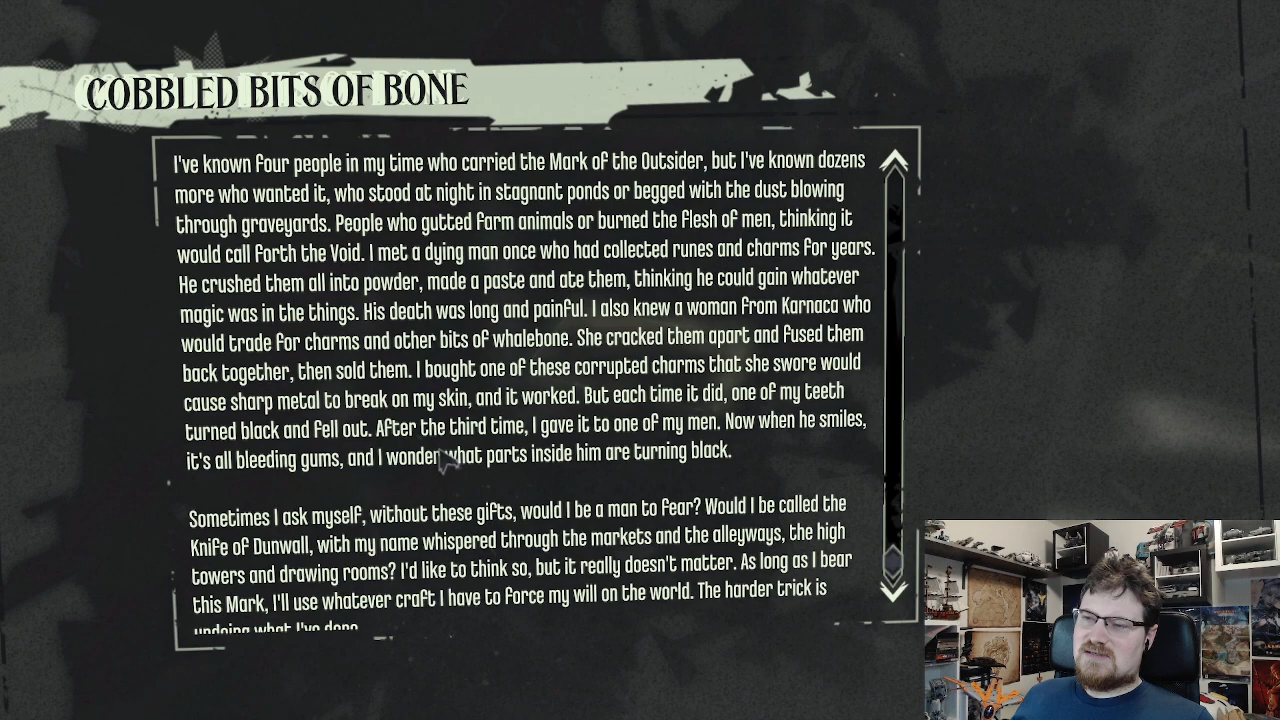 COBBLED BITS OF BONE
I've known four people in my time who carried the Mark of the Outsider, but I've known dozens
more who wanted it, who stood at night in stagnant ponds or begged with the dust blowing
through graveyards. People who gutted farm animals or burned the flesh of men, thinking it
would call forth the Void. I met a dying man once who had collected runes and charms for years.
He crushed them all into powder, made a paste and ate them, thinking he could gain whatever
magic was in the things. His death was long and painful. I also knew a woman from Karnaca who
would trade for charms and other bits of whalebone. She cracked them apart and fused them
back together, then sold them. I bought one of these corrupted charms that she swore would
cause sharp metal to break on my skin, and it worked. But each time it did, one of my teeth
turned black and fell out. After the third time, I gave it to one of my men. Now when he smiles,
it's all bleeding gums, and I wonder what parts inside him are turning black.
Sometimes I ask myself, without these gifts, would I be a man to fear? Would I be called the
Knife of Dunwall, with my name whispered through the markets and the alleyways, the high
towers and drawing rooms? I'd like to think so, but it really doesn't matter. As long as I bear
this Mark, I'll use whatever craft I have to force my will on the world. The harder trick is
undoing what I've done